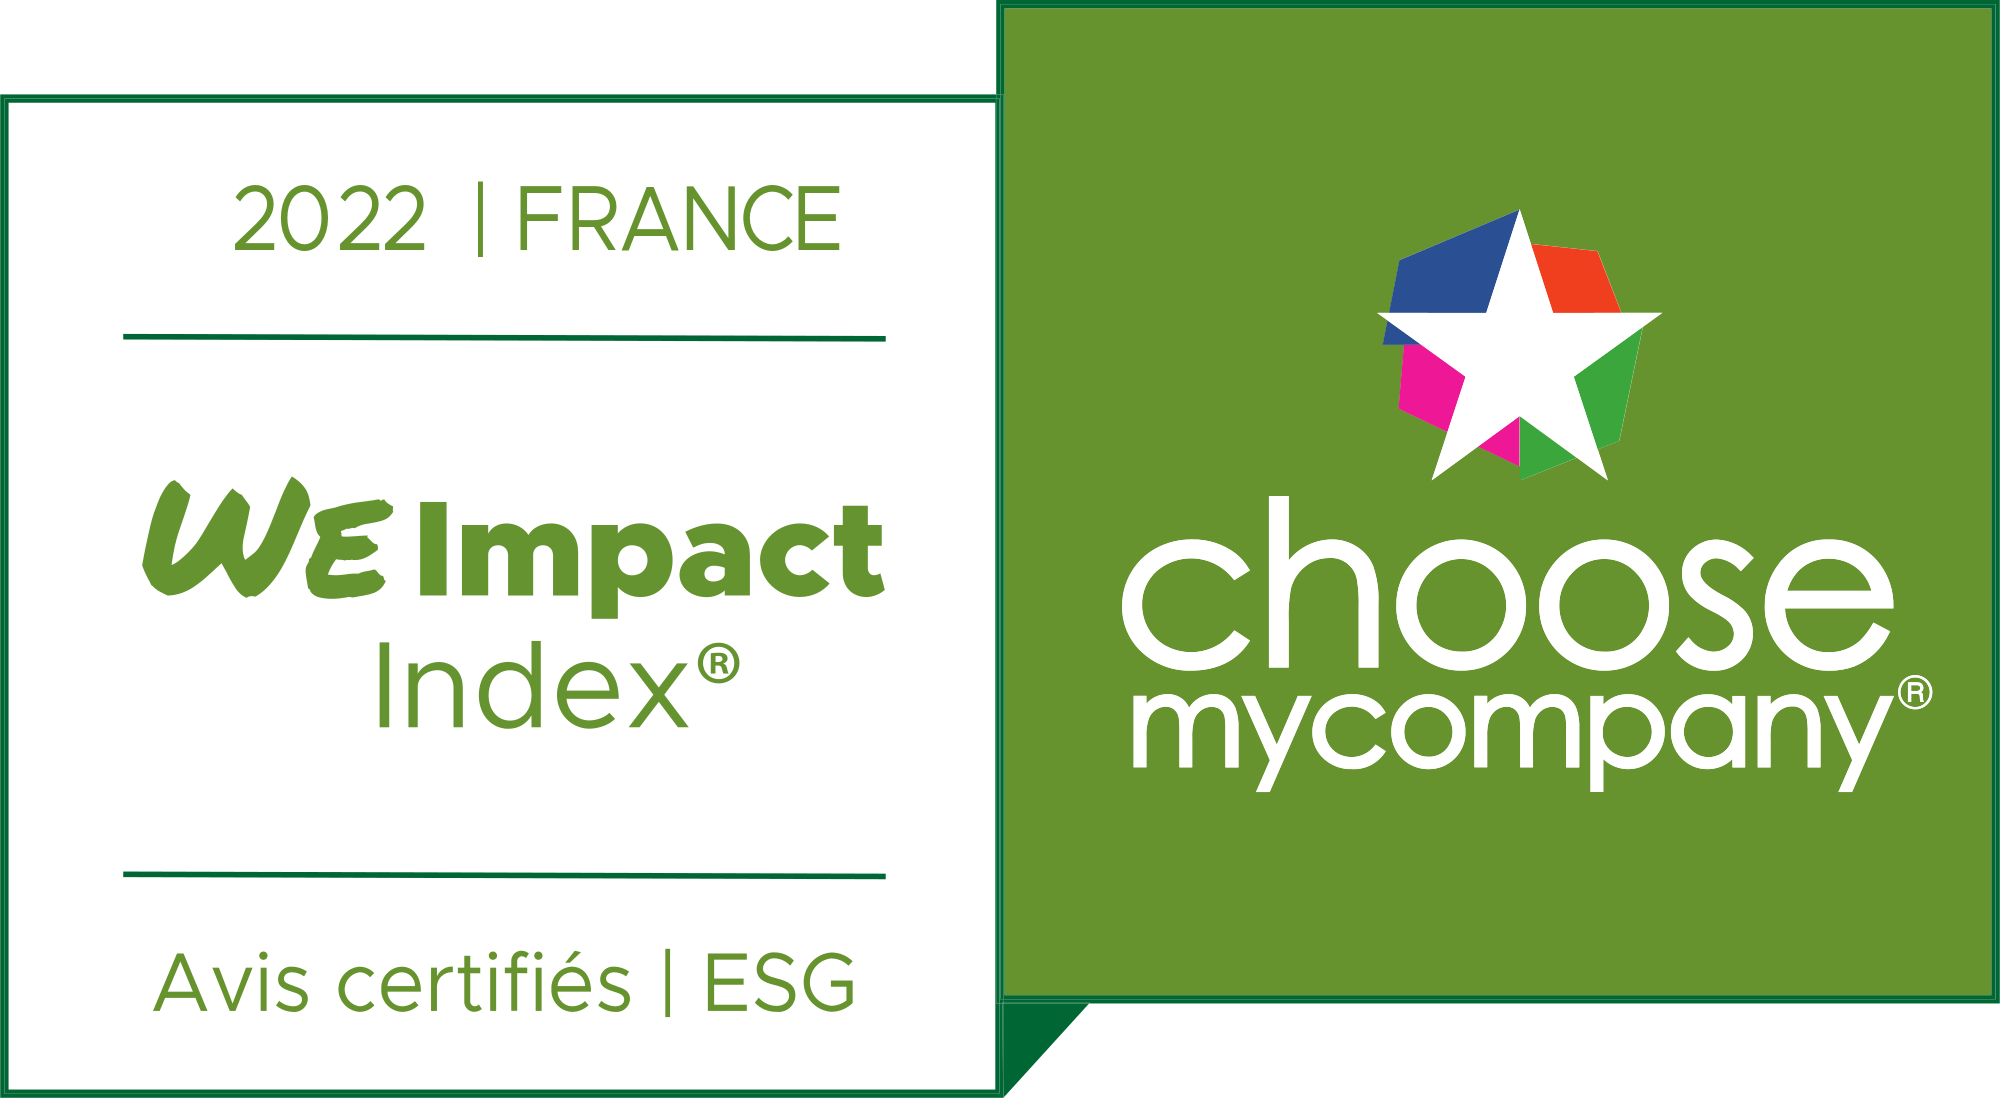 2022 | FRANCE
WE Impact
Index®
Avis certifiés | ESG
choose
mycompany®